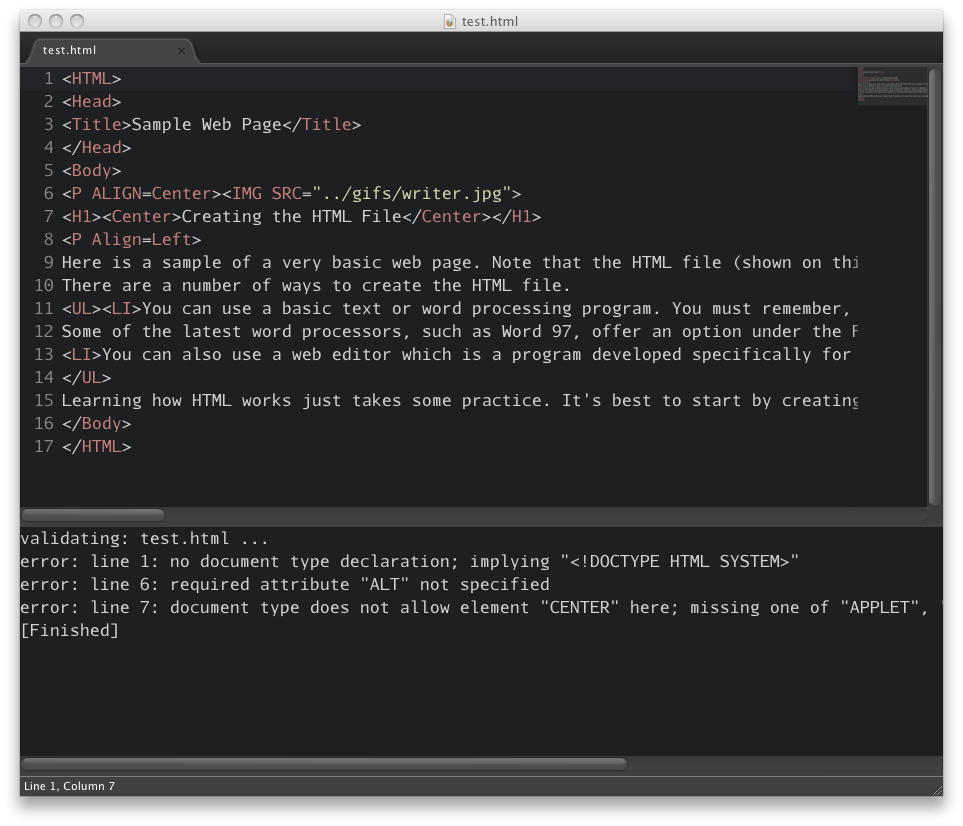 test.html
test.html ×
1 <HTML>
2 <Head>
3 <Title>Sample Web Page</Title>
4 </Head>
5 <Body>
6 <P ALIGN=Center><IMG SRC="../gifs/writer.jpg">
7 <H1><Center>Creating the HTML File</Center></H1>
8 <P Align=Left>
9 Here is a sample of a very basic web page. Note that the HTML file (shown on thi
10 There are a number of ways to create the HTML file.
11 <UL><LI>You can use a basic text or word processing program. You must remember,
12 Some of the latest word processors, such as Word 97, offer an option under the F
13 <LI>You can also use a web editor which is a program developed specifically for
14 </UL>
15 Learning how HTML works just takes some practice. It's best to start by creating
16 </Body>
17 </HTML>
validating: test.html ...
error: line 1: no document type declaration; implying "<!DOCTYPE HTML SYSTEM>"
error: line 6: required attribute "ALT" not specified
error: line 7: document type does not allow element "CENTER" here; missing one of "APPLET", "
[Finished]
Line 1, Column 7